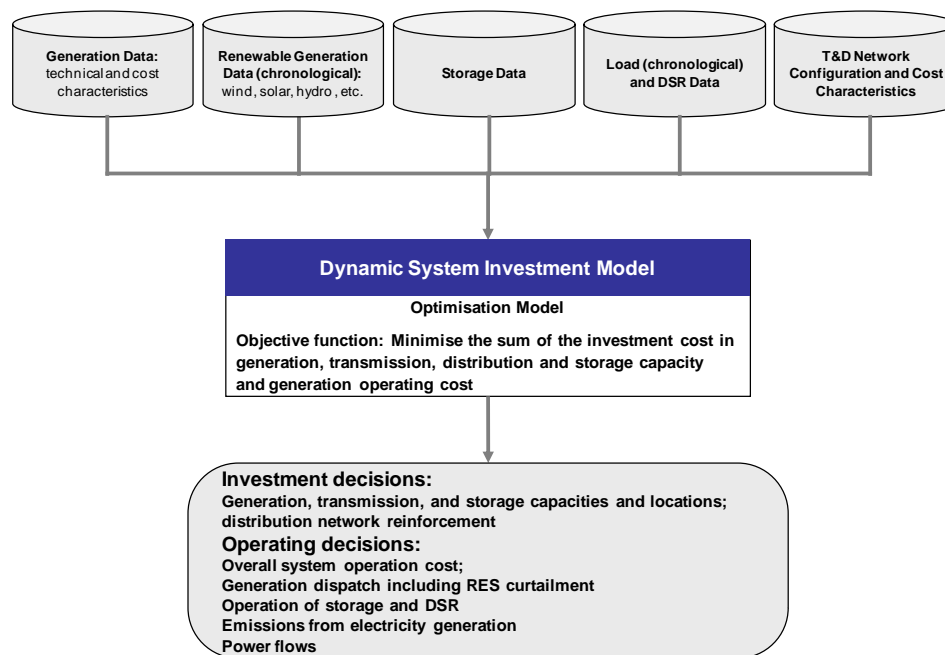 Generation Data:
technical and cost
characteristics
Renewable Generation
Data (chronological):
wind, solar, hydro, etc.
Storage Data
Load (chronological)
and DSR Data
T&D Network
Configuration and Cost
Characteristics
Dynamic System Investment Model
Optimisation Model
Objective function: Minimise the sum of the investment cost in
generation, transmission, distribution and storage capacity
and generation operating cost
Investment decisions:
Generation, transmission, and storage capacities and locations;
distribution network reinforcement
Operating decisions:
Overall system operation cost;
Generation dispatch including RES curtailment
Operation of storage and DSR
Emissions from electricity generation
Power flows